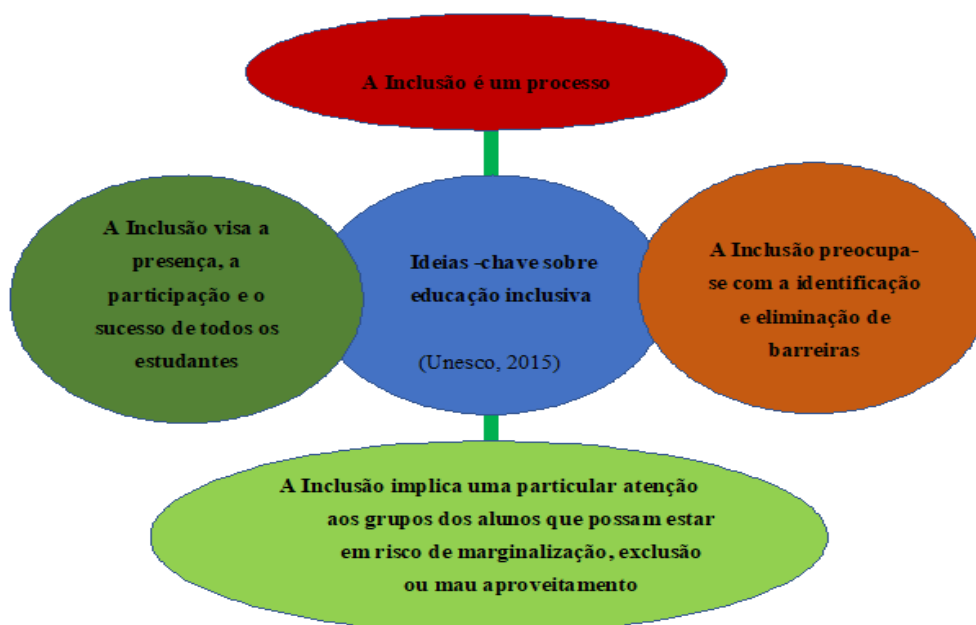 A Inclusão é um processo
A Inclusão visa a
presença, a
participação e o
sucesso de todos os
estudantes
Ideias -chave sobre
educação inclusiva
(Unesco, 2015)
A Inclusão preocupa-
se com a identificação
e eliminação de
barreiras
A Inclusão implica uma particular atenção
aos grupos dos alunos que possam estar
em risco de marginalização, exclusão
ou mau aproveitamento